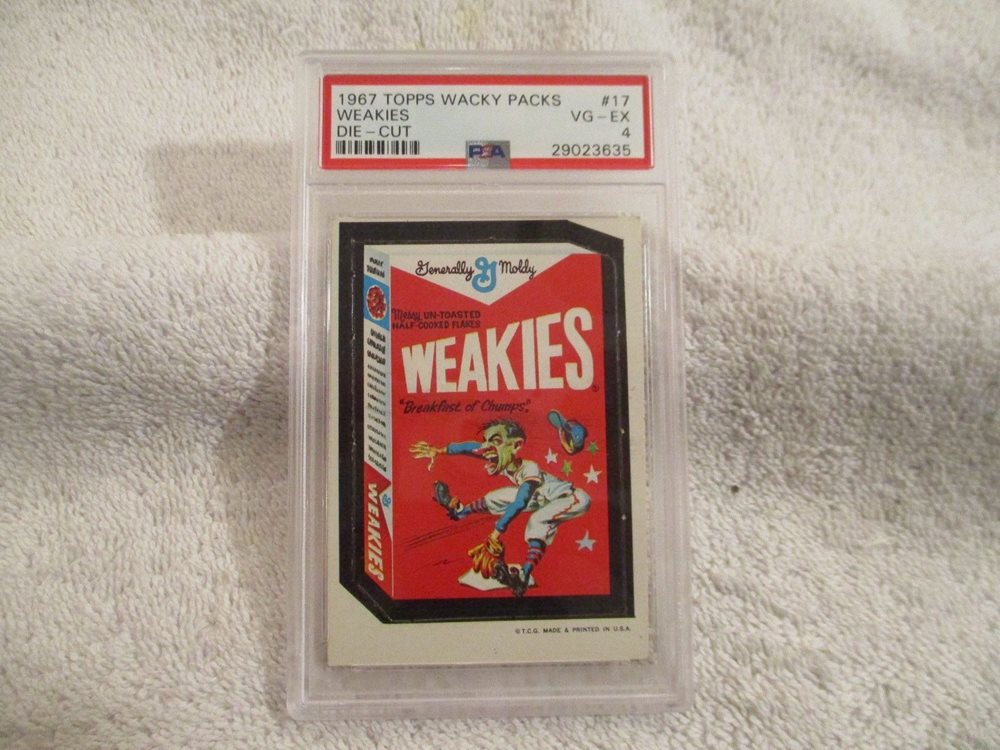 1967 TOPPS WACKY PACKS #17
WEAKIES VG-EX
DIE-CUT 4
PSA 29023635
Generally G Moldy
Messy UN-TOASTED
HALF-COOKED FLAKES
WEAKIES
"Breakfast of Chumps"
WEAKIES
© T.C.G. MADE & PRINTED IN U.S.A.